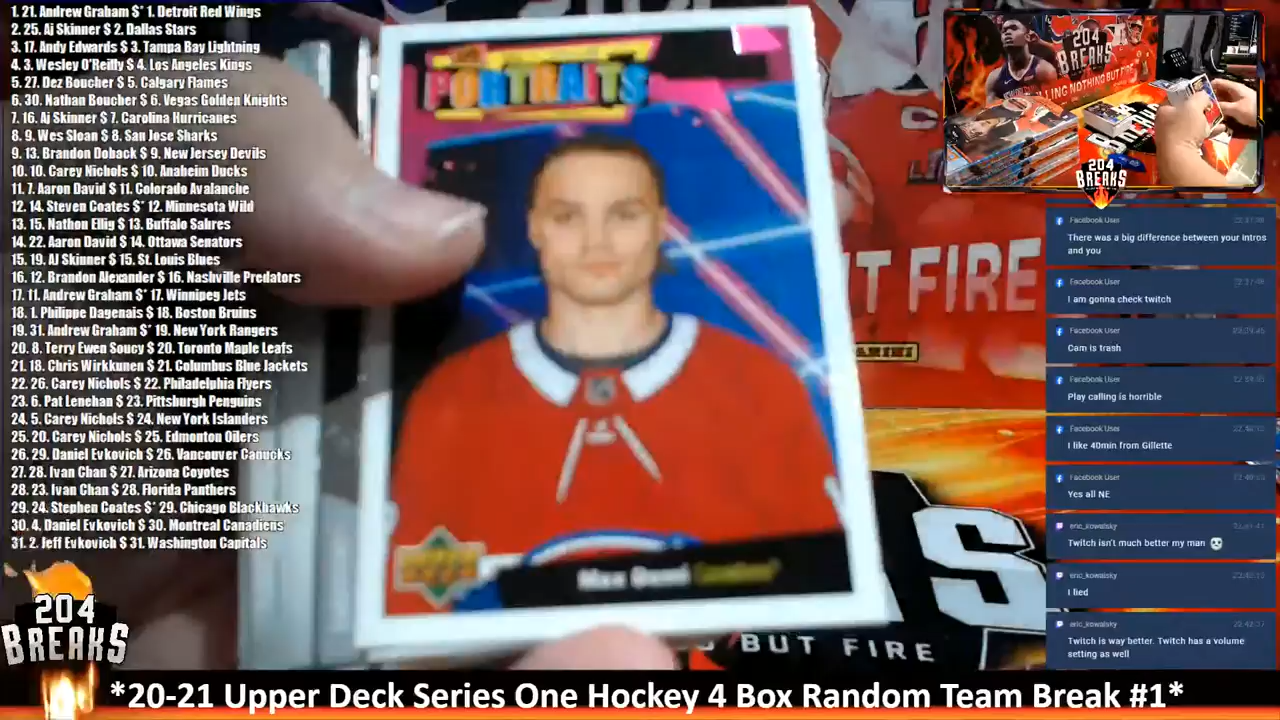 1. 21. Andrew Graham $* 1. Detroit Red Wings
2. 25. Aj Skinner $ 2. Dallas Stars
3. 17. Andy Edwards $ 3. Tampa Bay Lightning
4. 3. Wesley O'Reilly $ 4. Los Angeles Kings
5. 27. Dez Boucher $ 5. Calgary Flames
6. 30. Nathan Boucher $ 6. Vegas Golden Knights
7. 16. Aj Skinner $ 7. Carolina Hurricanes
8. 9. Wes Sloan $ 8. San Jose Sharks
9. 13. Brandon Doback $ 9. New Jersey Devils
10. 10. Carey Nichols $ 10. Anaheim Ducks
11. 7. Aaron David $ 11. Colorado Avalanche
12. 14. Steven Coates $* 12. Minnesota Wild
13. 15. Nathon Ellig $ 13. Buffalo Sabres
14. 22. Aaron David $ 14. Ottawa Senators
15. 19. AJ Skinner $ 15. St. Louis Blues
16. 12. Brandon Alexander $ 16. Nashville Predators
17. 11. Andrew Graham $* 17. Winnipeg Jets
18. 1. Philippe Dagenais $ 18. Boston Bruins
19. 31. Andrew Graham $* 19. New York Rangers
20. 8. Terry Ewen Soucy $ 20. Toronto Maple Leafs
21. 18. Chris Wirkkunen $ 21. Columbus Blue Jackets
22. 26. Carey Nichols $ 22. Philadelphia Flyers
23. 6. Pat Lenehan $ 23. Pittsburgh Penguins
24. 5. Carey Nichols $ 24. New York Islanders
25. 20. Carey Nichols $ 25. Edmonton Oilers
26. 29. Daniel Evkovich $ 26. Vancouver Canucks
27. 28. Ivan Chan $ 27. Arizona Coyotes
28. 23. Ivan Chan $ 28. Florida Panthers
29. 24. Stephen Coates $* 29. Chicago Blackhawks
30. 4. Daniel Evkovich $ 30. Montreal Canadiens
31. 2. Jeff Evkovich $ 31. Washington Capitals
204
BREAKS
PORTRAITS
Max Domi
T FIRE
PANINI
S
BUT FIRE
204
BREAKS
LLING NOTHING BUT FIRE
204
BREAKS
Facebook User
There was a big difference between your intros
and you
Facebook User
I am gonna check twitch
Facebook User
Cam is trash
Facebook User
Play calling is horrible
Facebook User
I like 40min from Gillette
Facebook User
Yes all NE
eric_kowalsky
Twitch isn't much better my man
eric_kowalsky
I lied
eric_kowalsky
Twitch is way better. Twitch has a volume
setting as well
*20-21 Upper Deck Series One Hockey 4 Box Random Team Break #1*